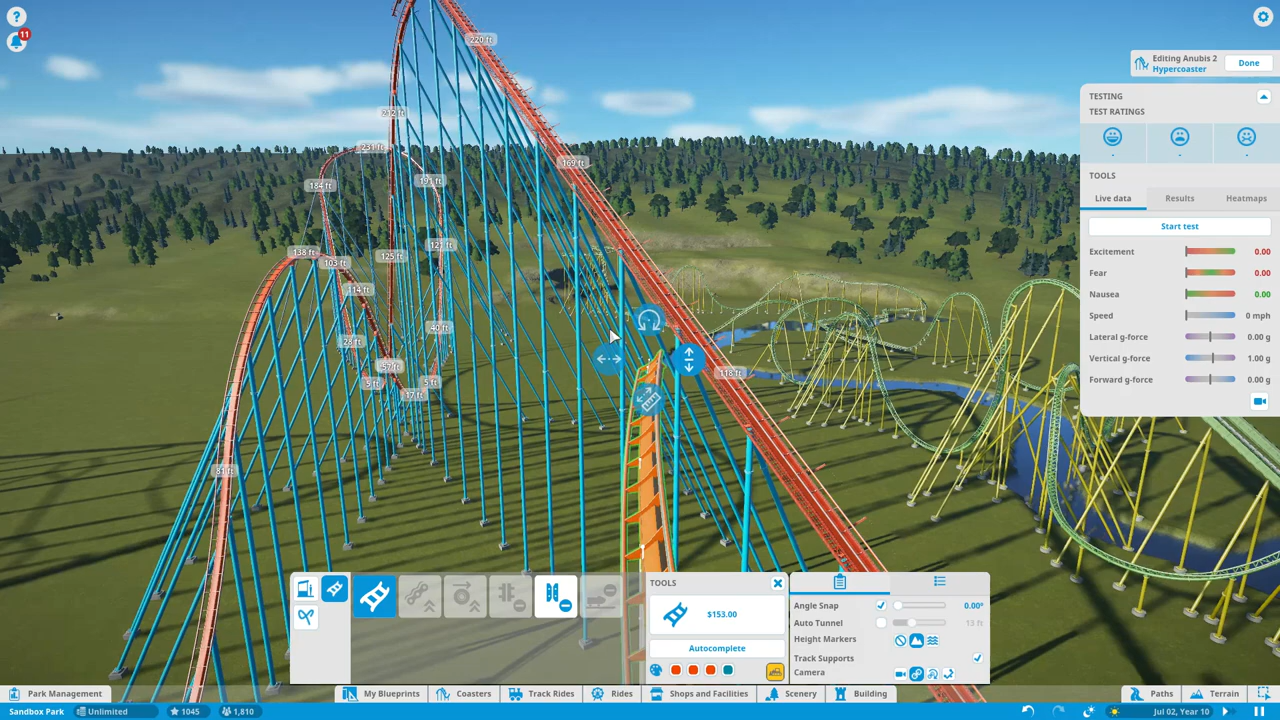 ?
11
Editing Anubis 2
Hypercoaster
Done
TESTING
TEST RATINGS
-
-
-
TOOLS
Live data
Results
Heatmaps
Start test
Excitement
0.00
Fear
0.00
Nausea
0.00
Speed
0 mph
Lateral g-force
0.00 g
Vertical g-force
1.00 g
Forward g-force
0.00 g
220 ft
212 ft
231 ft
169 ft
184 ft
191 ft
121 ft
138 ft
125 ft
103 ft
114 ft
40 ft
28 ft
5 ft
5 ft
17 ft
118 ft
81 ft
TOOLS
$153.00
Autocomplete
Angle Snap
0.00°
Auto Tunnel
13 ft
Height Markers
Track Supports
Camera
Park Management
My Blueprints
Coasters
Track Rides
Rides
Shops and Facilities
Scenery
Building
Paths
Terrain
Sandbox Park
Unlimited
1045
1,810
Jul 02, Year 10